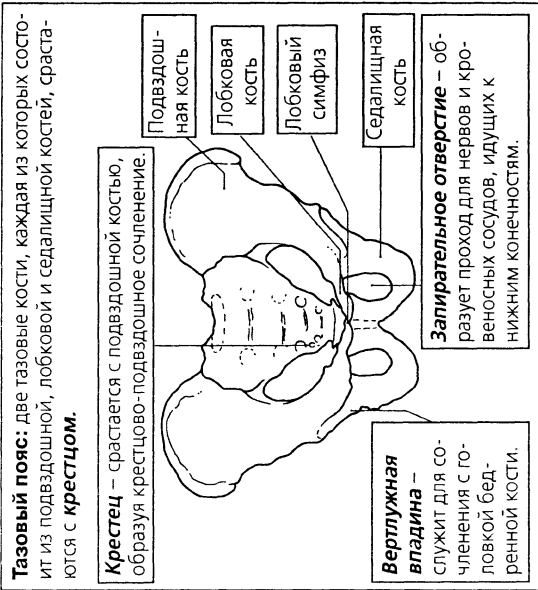 Тазовый пояс: две тазовые кости, каждая из которых состо-
ит из подвздошной, лобковой и седалищной костей, сраста-
ются с крестцом.
Крестец – срастается с подвздошной костью,
образуя крестцово-подвздошное сочленение.
Подвздош-
ная кость
Лобковая
кость
Лобковый
симфиз
Седалищная
кость
Вертлужная
впадина –
служит для со-
членения с го-
ловкой бед-
ренной кости.
Запирательное отверстие – об-
разует проход для нервов и кро-
веносных сосудов, идущих к
нижним конечностям.